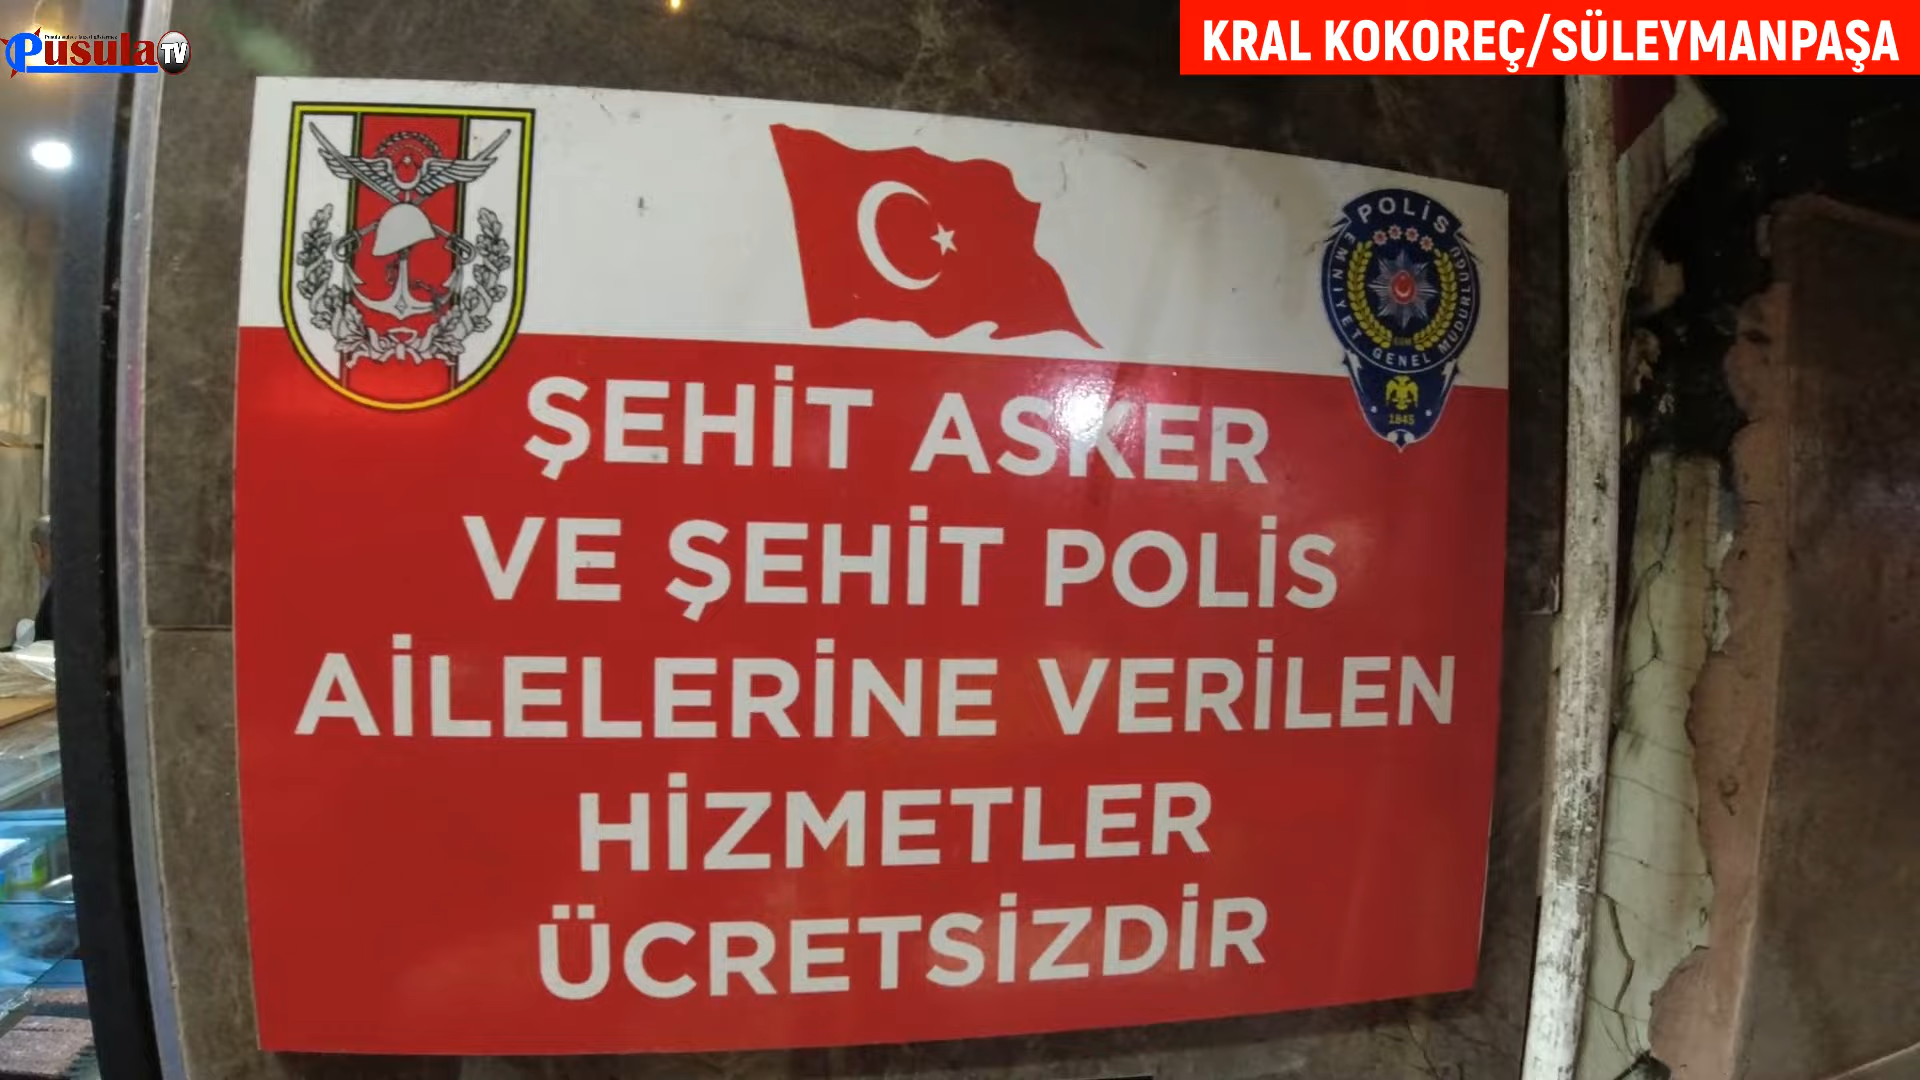 Pusula TV
KRAL KOKOREÇ/SÜLEYMANPAŞA
POLİS
EMNİYET GENEL MÜDÜRLÜĞÜ
1845
ŞEHİT ASKER
VE ŞEHİT POLİS
AİLELERİNE VERİLEN
HİZMETLER
ÜCRETSİZDİR